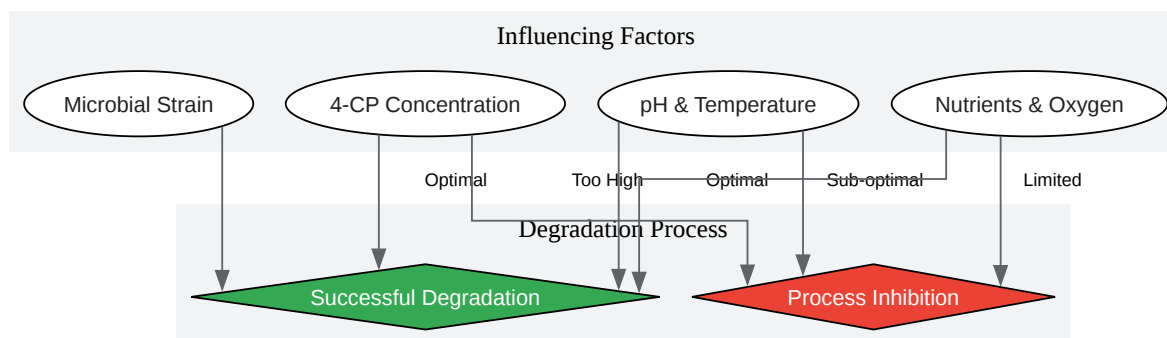 Influencing Factors
Microbial Strain
4-CP Concentration
pH & Temperature
Nutrients & Oxygen
Optimal
Too High
Optimal
Sub-optimal
Limited
Degradation Process
Successful Degradation
Process Inhibition